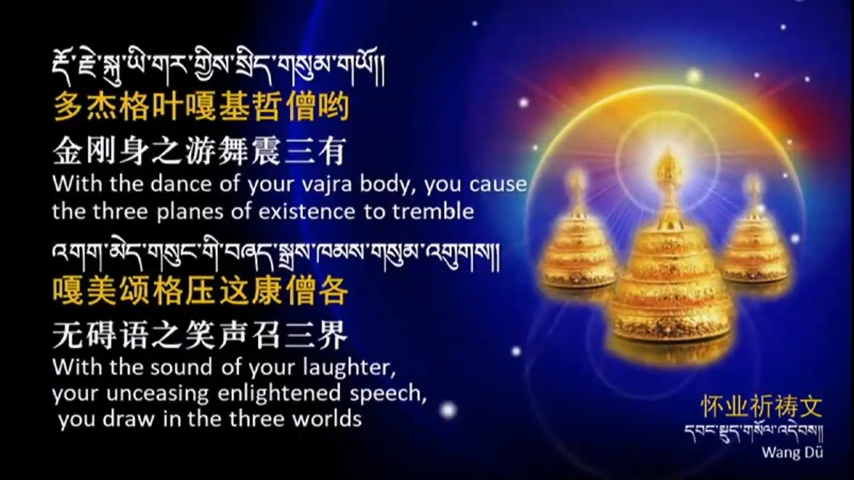 རྡོ་རྗེ་སྐུ་ཡི་གར་གྱིས་སྲིད་གསུམ་གཡོ།།
多杰格叶嘎基哲僧哟
金刚身之游舞震三有
With the dance of your vajra body, you cause
the three planes of existence to tremble
འགག་མེད་གསུང་གི་བཞད་སྒྲས་ཁམས་གསུམ་འགུགས།།
嘎美颂格压这康僧各
无碍语之笑声召三界
With the sound of your laughter,
your unceasing enlightened speech,
you draw in the three worlds
怀业祈祷文
དབང་སྡུད་གསོལ་འདེབས།།
Wang Dü